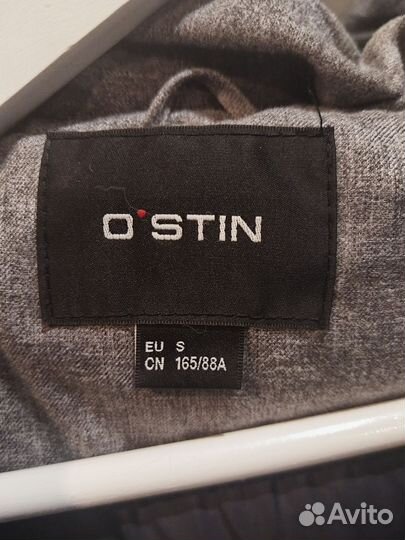 O'STIN
EU S
CN 165/88A
Avito